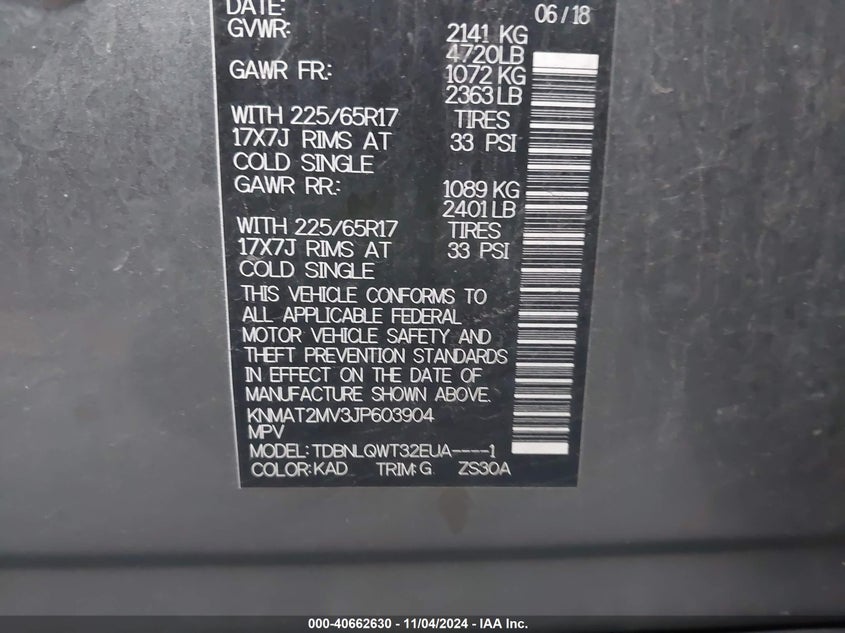 DATE: 06/18
GVWR: 2141 KG
4720LB
GAWR FR: 1072 KG
2363LB
WITH 225/65R17 TIRES
17X7J RIMS AT 33 PSI
COLD SINGLE
GAWR RR: 1089 KG
2401LB
WITH 225/65R17 TIRES
17X7J RIMS AT 33 PSI
COLD SINGLE
THIS VEHICLE CONFORMS TO
ALL APPLICABLE FEDERAL
MOTOR VEHICLE SAFETY AND
THEFT PREVENTION STANDARDS
IN EFFECT ON THE DATE OF
MANUFACTURE SHOWN ABOVE.
KNMAT2MV3JP603904
MPV
MODEL: TDBNLQWT32EUA----1
COLOR: KAD TRIM: G ZS30A
000-40662630 - 11/04/2024 - IAA Inc.